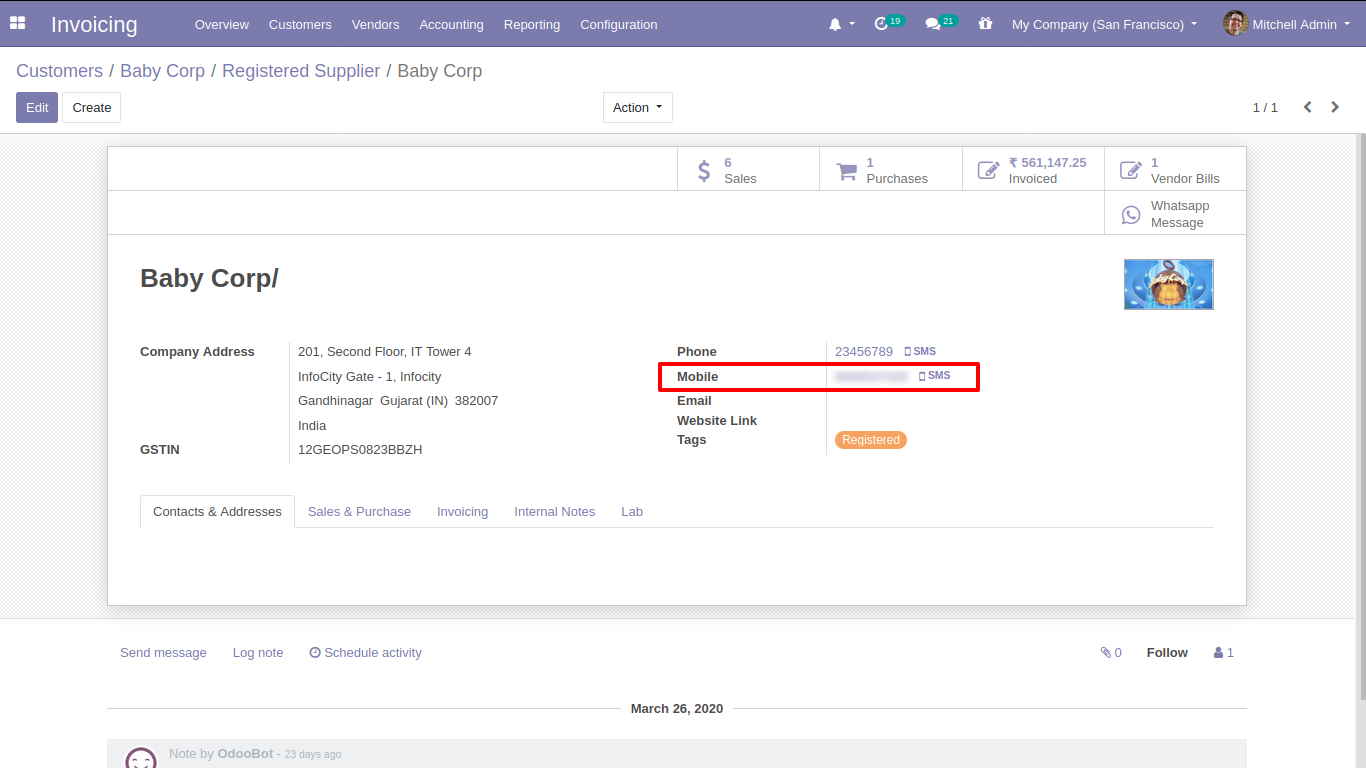 Invoicing Overview Customers Vendors Accounting Reporting Configuration 19 21 My Company (San Francisco) Mitchell Admin
Customers / Baby Corp / Registered Supplier / Baby Corp
Edit Create Action 1 / 1
6 Sales
1 Purchases
₹ 561,147.25 Invoiced
1 Vendor Bills
Whatsapp Message
Baby Corp/
Company Address 201, Second Floor, IT Tower 4
InfoCity Gate - 1, Infocity
Gandhinagar Gujarat (IN) 382007
India
GSTIN 12GEOPS0823BBZH
Phone 23456789 SMS
Mobile SMS
Email
Website Link
Tags Registered
Contacts & Addresses Sales & Purchase Invoicing Internal Notes Lab
Send message Log note Schedule activity 0 Follow 1
March 26, 2020
Note by OdooBot - 23 days ago